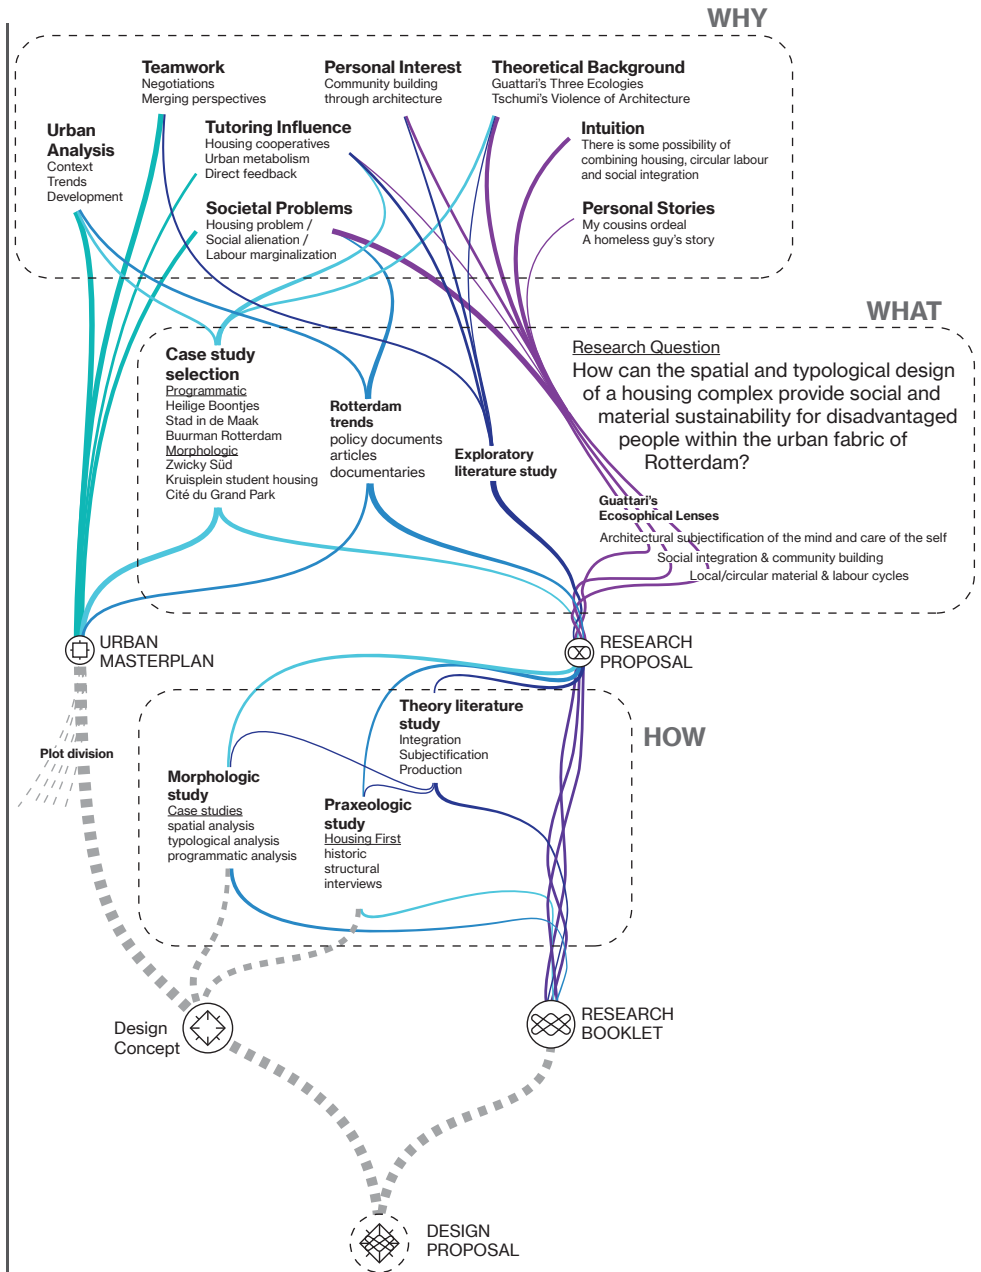 WHY
Teamwork
Negotiations
Merging perspectives
Personal Interest
Community building
through architecture
Theoretical Background
Guattari's Three Ecologies
Tschumi's Violence of Architecture
Urban
Analysis
Context
Trends
Development
Tutoring Influence
Housing cooperatives
Urban metabolism
Direct feedback
Intuition
There is some possibility of
combining housing, circular labour
and social integration
Societal Problems
Housing problem /
Social alienation /
Labour marginalization
Personal Stories
My cousins ordeal
A homeless guy's story
WHAT
Case study
selection
Programmatic
Heilige Boontjes
Stad in de Maak
Buurman Rotterdam
Morphologic
Zwicky Süd
Kruisplein student housing
Cité du Grand Park
Rotterdam
trends
policy documents
articles
documentaries
Exploratory
literature study
Research Question
How can the spatial and typological design
of a housing complex provide social and
material sustainability for disadvantaged
people within the urban fabric of
Rotterdam?
Guattari's
Ecosophical Lenses
Architectural subjectification of the mind and care of the self
Social integration & community building
Local/circular material & labour cycles
URBAN
MASTERPLAN
RESEARCH
PROPOSAL
HOW
Plot division
Theory literature
study
Integration
Subjectification
Production
Morphologic
study
Case studies
spatial analysis
typological analysis
programmatic analysis
Praxeologic
study
Housing First
historic
structural
interviews
Design
Concept
RESEARCH
BOOKLET
DESIGN
PROPOSAL